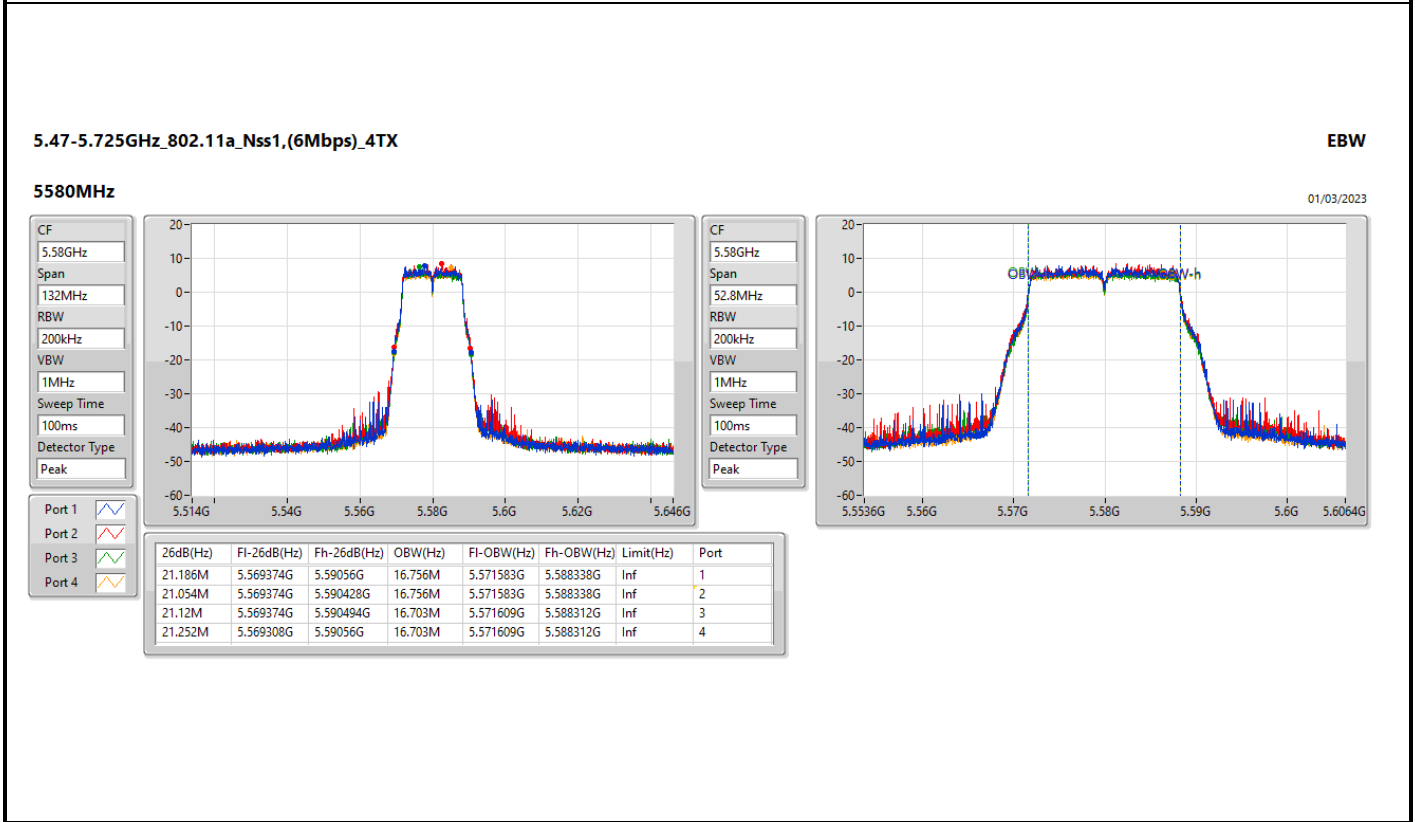 5.47-5.725GHz_802.11a_Nss1,(6Mbps)_4TX
EBW
5580MHz
01/03/2023
CF
5.58GHz
Span
132MHz
RBW
200kHz
VBW
1MHz
Sweep Time
100ms
Detector Type
Peak
Port 1
Port 2
Port 3
Port 4
20
10
0
-10
-20
-30
-40
-50
-60
5.514G 5.54G 5.56G 5.58G 5.6G 5.62G 5.646G
CF
5.58GHz
Span
52.8MHz
RBW
200kHz
VBW
1MHz
Sweep Time
100ms
Detector Type
Peak
20
10
0
-10
-20
-30
-40
-50
-60
5.5536G 5.56G 5.57G 5.58G 5.59G 5.6G 5.6064G
26dB(Hz) Fl-26dB(Hz) Fh-26dB(Hz) OBW(Hz) Fl-OBW(Hz) Fh-OBW(Hz) Limit(Hz) Port
21.186M 5.569374G 5.59056G 16.756M 5.571583G 5.588338G Inf 1
21.054M 5.569374G 5.590428G 16.756M 5.571583G 5.588338G Inf 2
21.12M 5.569374G 5.590494G 16.703M 5.571609G 5.588312G Inf 3
21.252M 5.569308G 5.59056G 16.703M 5.571609G 5.588312G Inf 4